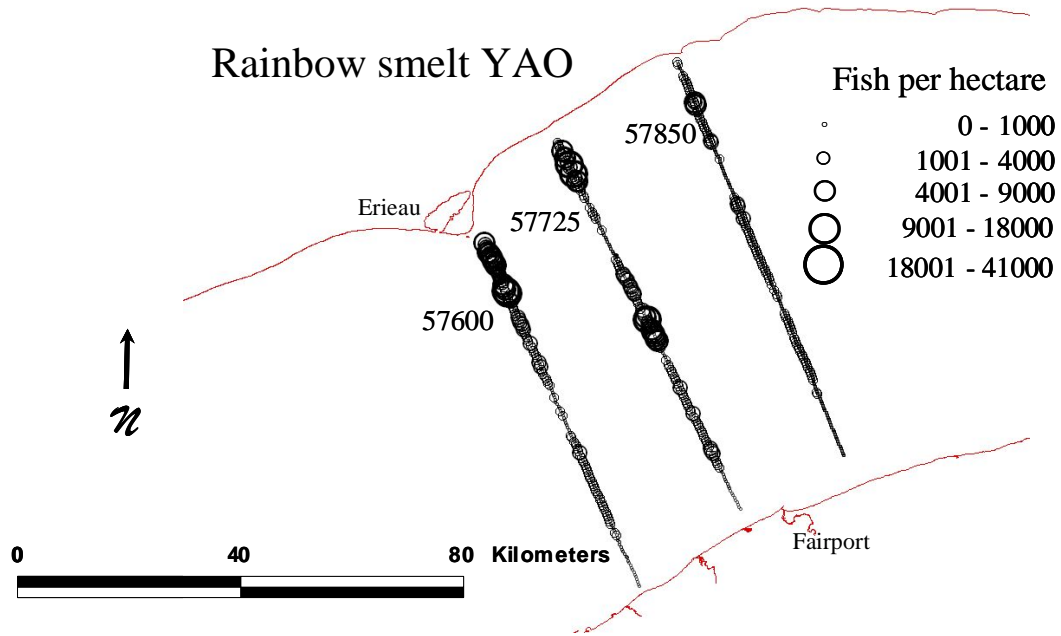 Rainbow smelt YAO
Fish per hectare
0 - 1000
1001 - 4000
4001 - 9000
9001 - 18000
18001 - 41000
57850
57725
57600
Erieau
N
Fairport
0 40 80 Kilometers